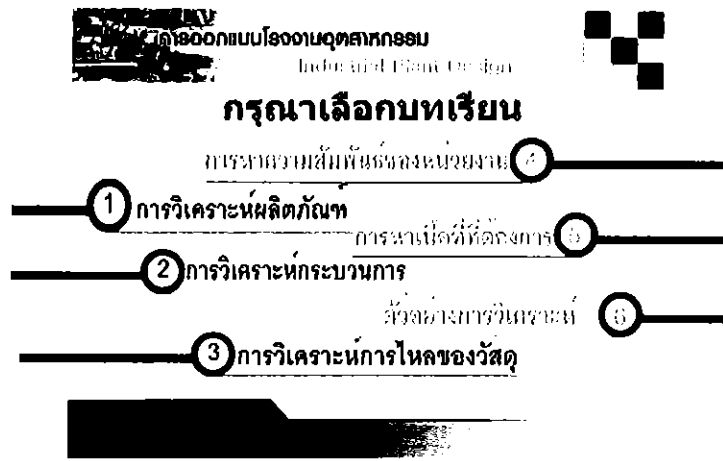 การออกแบบโรงงานอุตสาหกรรม
Industrial Plant Design
กรุณาเลือกบทเรียน
การหาความสัมพันธ์ของหน่วยงาน 4
1 การวิเคราะห์ผลิตภัณฑ์
การหาเนื้อที่ที่ต้องการ 5
2 การวิเคราะห์กระบวนการ
ตัวอย่างการวิเคราะห์ 6
3 การวิเคราะห์การไหลของวัสดุ